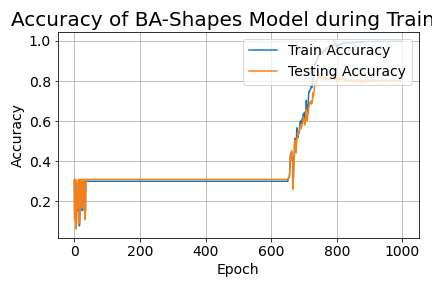 Accuracy of BA-Shapes Model during Train
1.0
0.8
0.6
0.4
0.2
Accuracy
Train Accuracy
Testing Accuracy
0 200 400 600 800 1000
Epoch